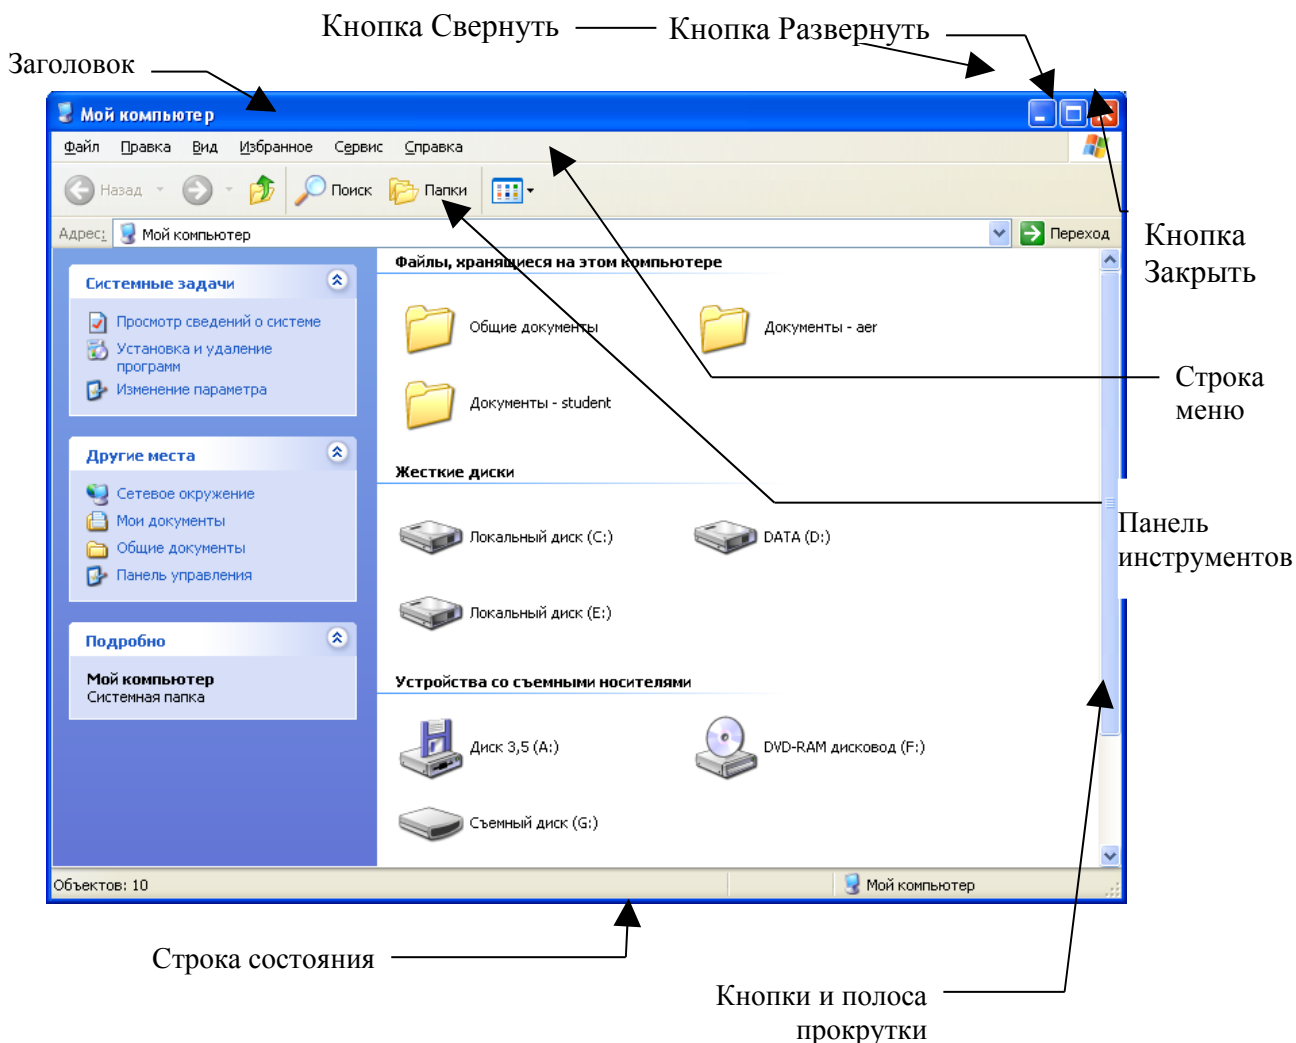 Кнопка Свернуть
Кнопка Развернуть
Заголовок
Мой компьютер
Файл Правка Вид Избранное Сервис Справка
Назад Поиск Папки
Адрес: Мой компьютер Переход
Кнопка
Закрыть
Файлы, хранящиеся на этом компьютере
Системные задачи
Просмотр сведений о системе
Установка и удаление
программ
Изменение параметра
Общие документы
Документы - aer
Документы - student
Строка
меню
Другие места
Сетевое окружение
Мои документы
Общие документы
Панель управления
Жесткие диски
Локальный диск (C:)
DATA (D:)
Локальный диск (E:)
Панель
инструментов
Подробно
Мой компьютер
Системная папка
Устройства со съемными носителями
Диск 3,5 (A:)
DVD-RAM дисковод (F:)
Съемный диск (G:)
Объектов: 10
Мой компьютер
Строка состояния
Кнопки и полоса
прокрутки